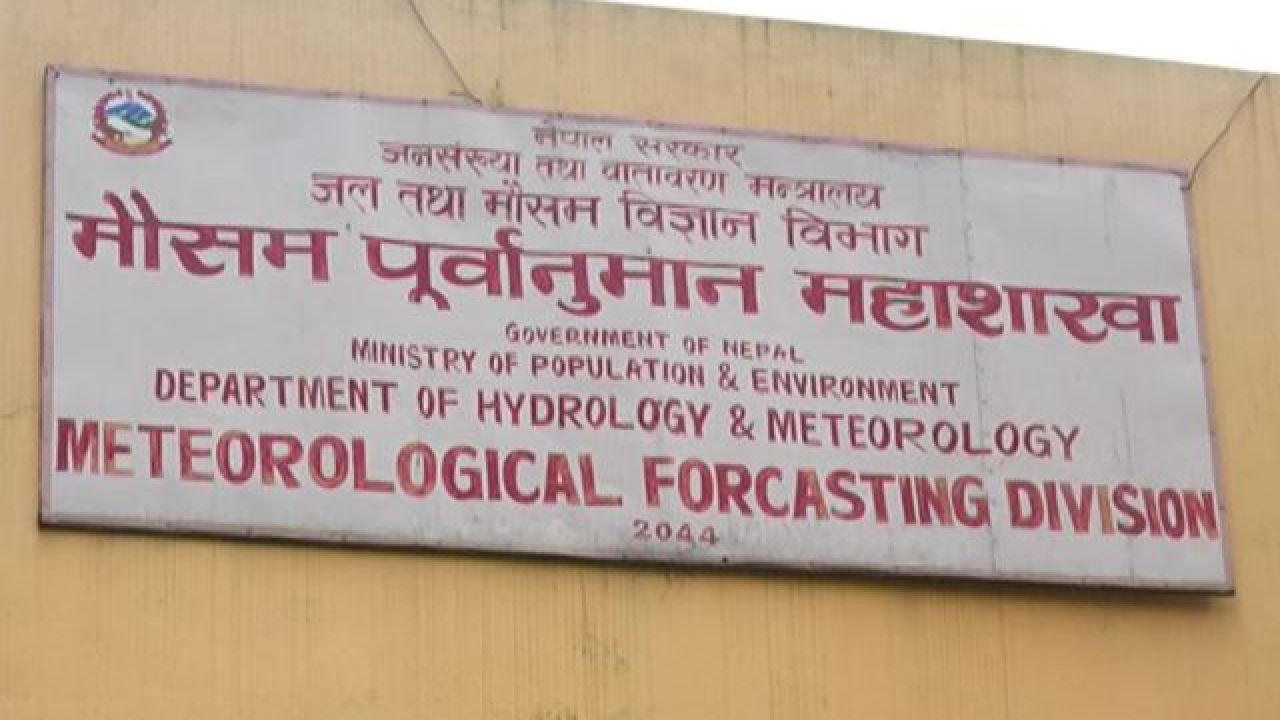 नेपाल सरकार
जनसंख्या तथा वातावरण मन्त्रालय
जल तथा मौसम विज्ञान विभाग
मौसम पूर्वानुमान महाशाखा
GOVERNMENT OF NEPAL
MINISTRY OF POPULATION & ENVIRONMENT
DEPARTMENT OF HYDROLOGY & METEOROLOGY
METEOROLOGICAL FORCASTING DIVISION
2044